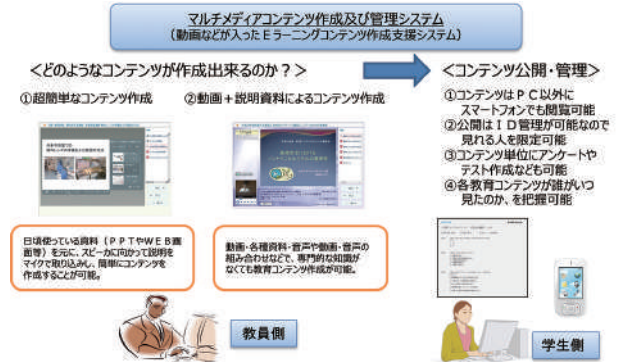 マルチメディアコンテンツ作成及び管理システム
（動画などが入ったＥラーニングコンテンツ作成支援システム）
＜どのようなコンテンツが作成出来るのか？＞
①超簡単なコンテンツ作成
②動画＋説明資料によるコンテンツ作成
日頃使っている資料（ＰＰＴやＷＥＢ画
面等）を元に、スピーカに向かって説明を
マイクで取り込みし、簡単にコンテンツを
作成することが可能。
動画・各種資料・音声や動画・音声の
組み合わせなどで、専門的な知識が
なくても教育コンテンツ作成が可能。
教員側
＜コンテンツ公開・管理＞
①コンテンツはＰＣ以外に
スマートフォンでも閲覧可能
②公開はＩＤ管理が可能なので
見れる人を限定可能
③コンテンツ単位にアンケートや
テスト作成なども可能
④各教育コンテンツが誰がいつ
見たのか、を把握可能
学生側